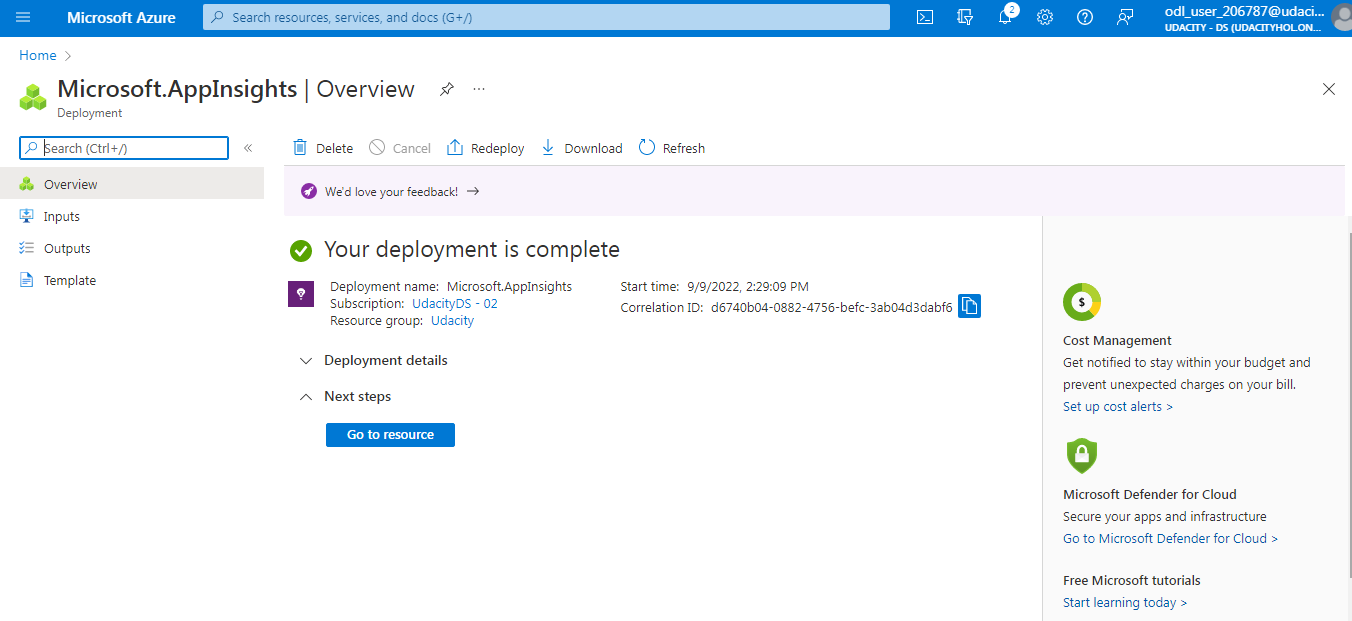 Microsoft Azure
Search resources, services, and docs (G+/)
2
odl_user_206787@udaci...
UDACITY - DS (UDACITYHOL.ON...
Home
Microsoft.AppInsights | Overview
Deployment
Search (Ctrl+/)
Delete
Cancel
Redeploy
Download
Refresh
Overview
Inputs
Outputs
Template
We'd love your feedback!
Your deployment is complete
Deployment name: Microsoft.AppInsights
Subscription: UdacityDS - 02
Resource group: Udacity
Start time: 9/9/2022, 2:29:09 PM
Correlation ID: d6740b04-0882-4756-befc-3ab04d3dabf6
Deployment details
Next steps
Go to resource
$
Cost Management
Get notified to stay within your budget and
prevent unexpected charges on your bill.
Set up cost alerts >
Microsoft Defender for Cloud
Secure your apps and infrastructure
Go to Microsoft Defender for Cloud >
Free Microsoft tutorials
Start learning today >